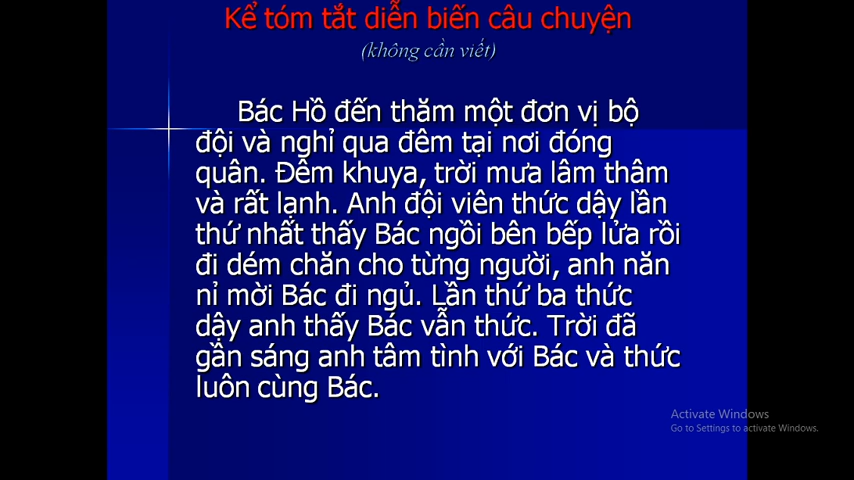 Kể tóm tắt diễn biến câu chuyện
(không cần viết)
Bác Hồ đến thăm một đơn vị bộ
đội và nghỉ qua đêm tại nơi đóng
quân. Đêm khuya, trời mưa lâm thâm
và rất lạnh. Anh đội viên thức dậy lần
thứ nhất thấy Bác ngồi bên bếp lửa rồi
đi dém chăn cho từng người, anh năn
nỉ mời Bác đi ngủ. Lần thứ ba thức
dậy anh thấy Bác vẫn thức. Trời đã
gần sáng anh tâm tình với Bác và thức
luôn cùng Bác.
Activate Windows
Go to Settings to activate Windows.